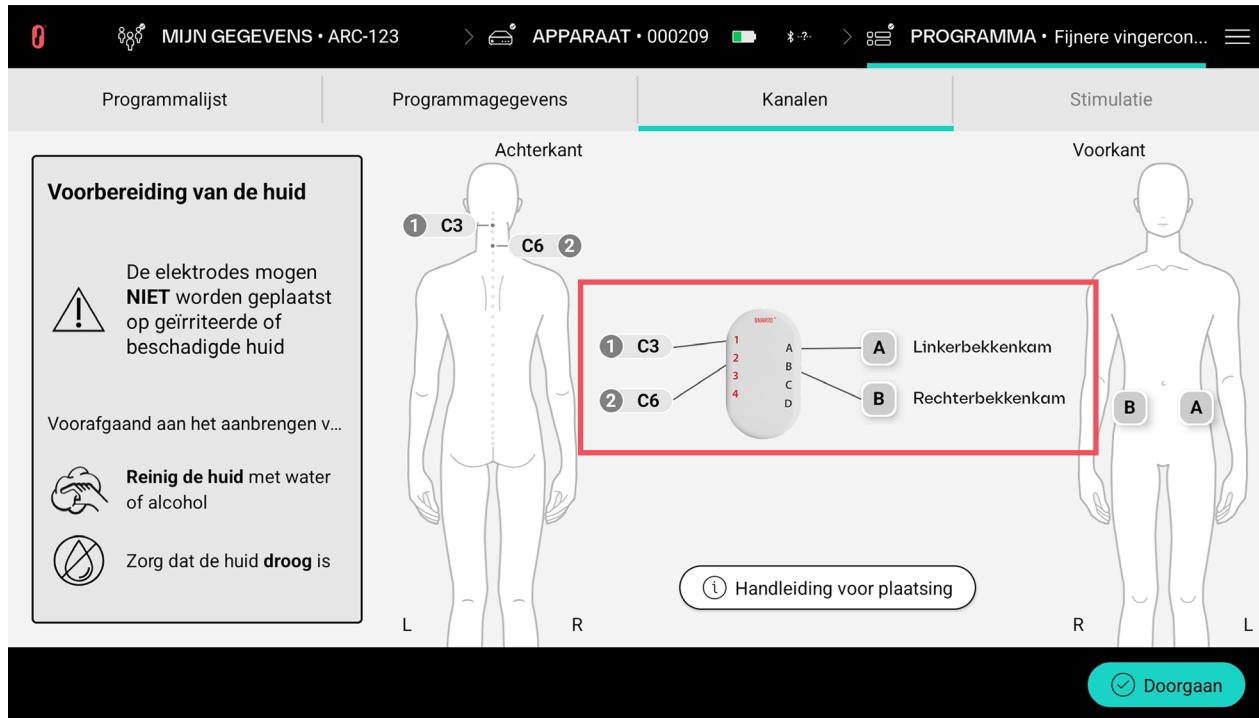 MIJN GEGEVENS • ARC-123
APPARAAT • 000209
-?-
PROGRAMMA • Fijnere vingercon...
Programmalijst
Programmagegevens
Kanalen
Stimulatie
Voorbereiding van de huid
De elektrodes mogen
NIET worden geplaatst
op geïrriteerde of
beschadigde huid
Voorafgaand aan het aanbrengen v...
Reinig de huid met water
of alcohol
Zorg dat de huid droog is
Achterkant
1 C3
C6 2
L
R
1 C3
2 C6
ONWARD
1
2
3
4
A
B
C
D
A Linkerbekkenkam
B Rechterbekkenkam
Handleiding voor plaatsing
Voorkant
B
A
R
L
Doorgaan